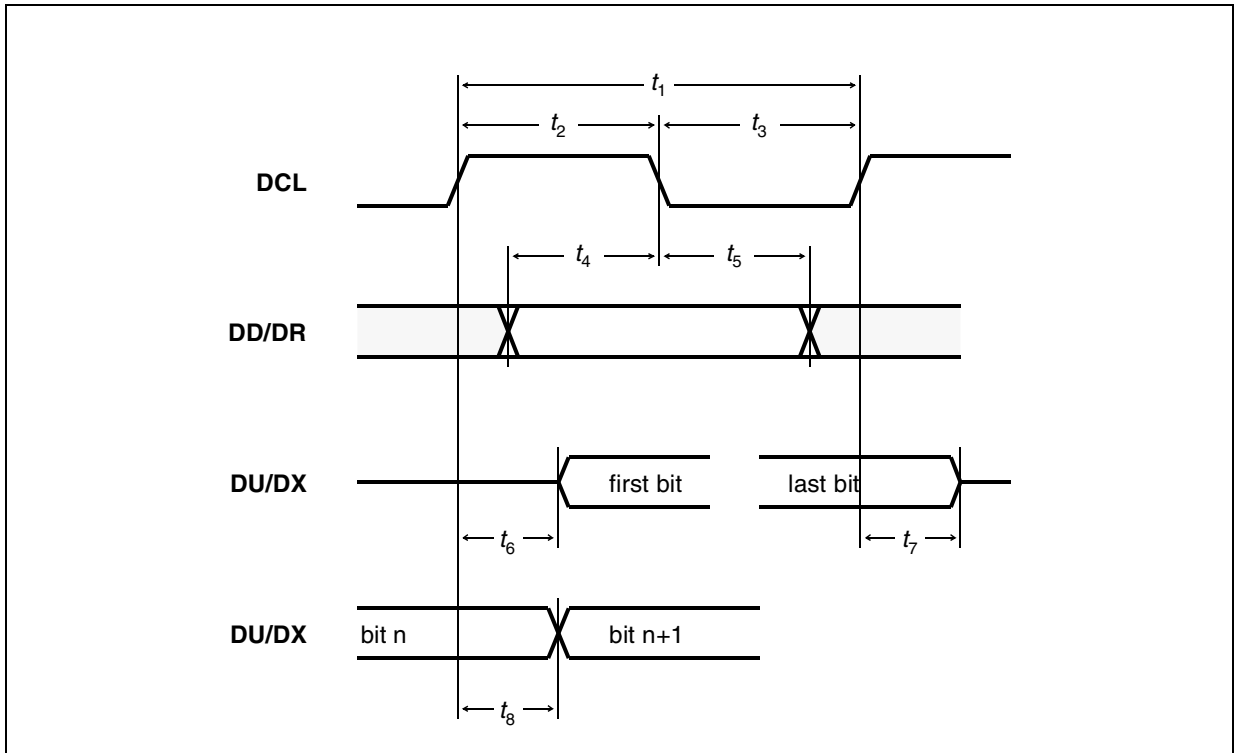 t1
t2
t3
DCL
t4
t5
DD/DR
DU/DX
first bit
last bit
t6
t7
DU/DX
bit n
bit n+1
t8